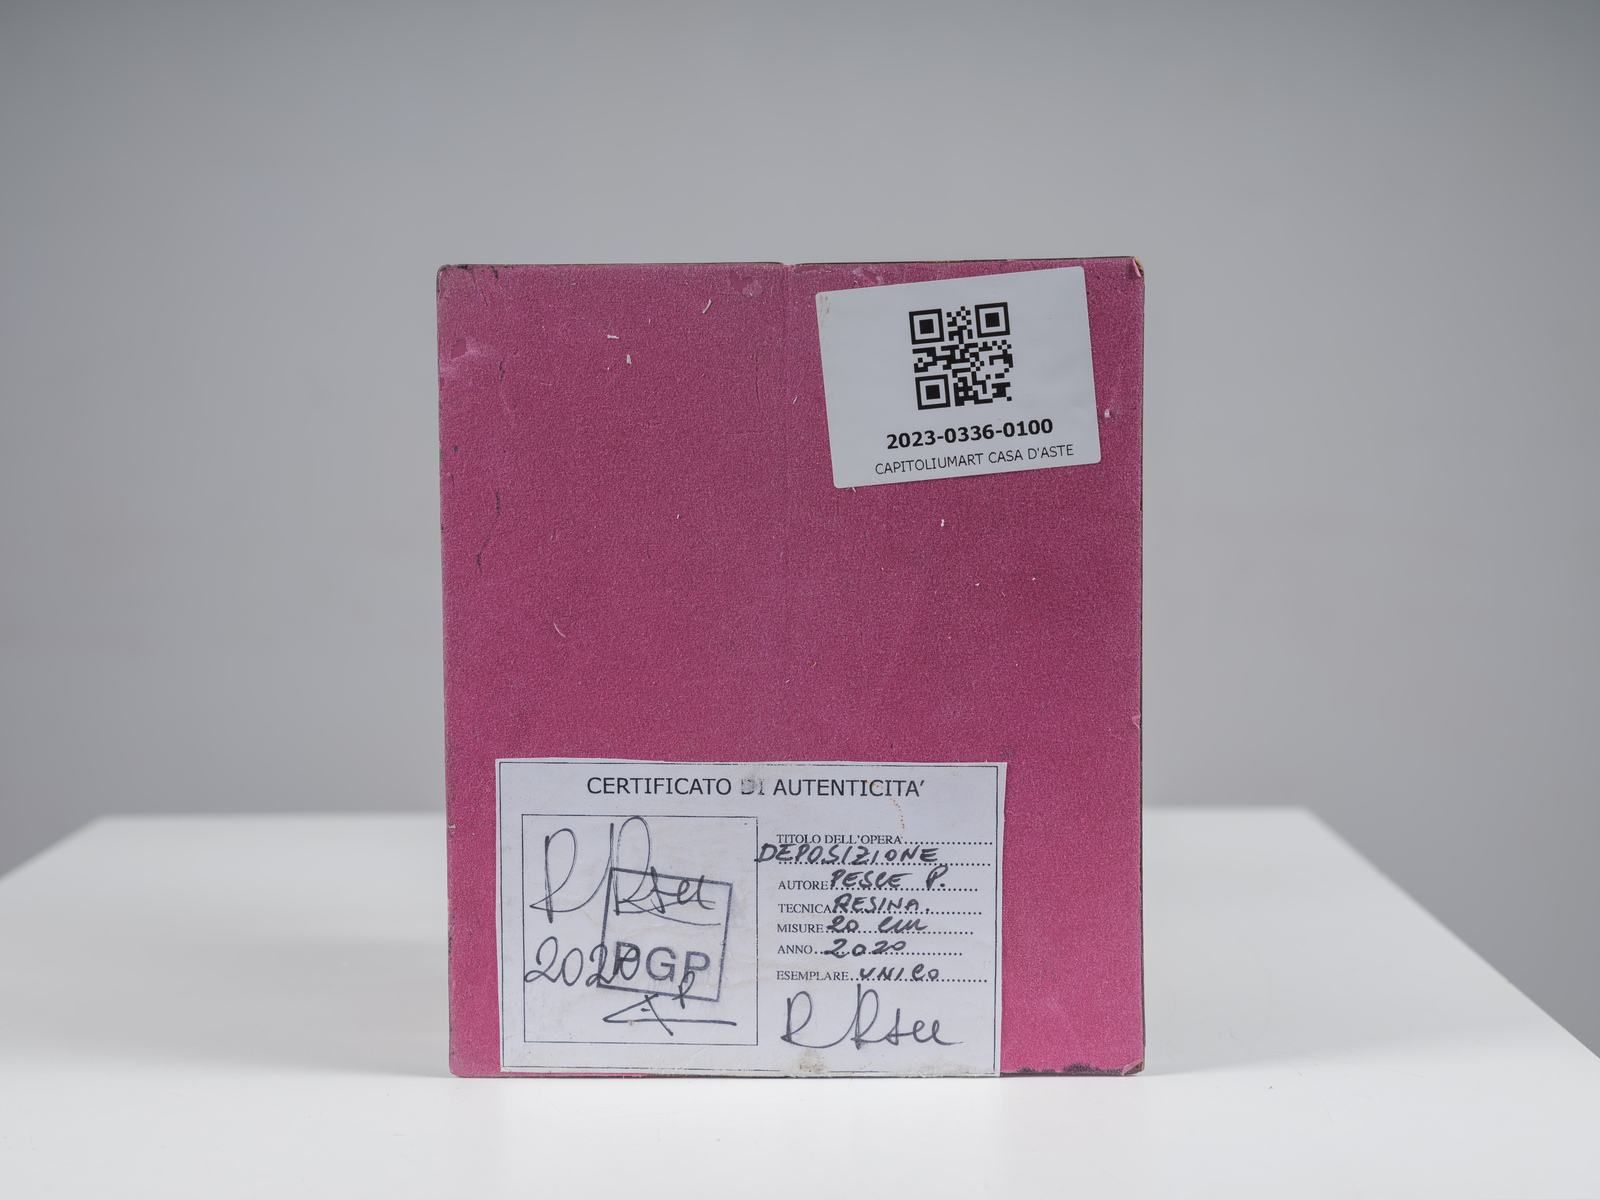 2023-0336-0100
CAPITOLIUMART CASA D'ASTE
CERTIFICATO DI AUTENTICITA'
2020
PGP
TITOLO DELL'OPERA
DEPOSIZIONE
AUTORE PESCE P.
TECNICA RESINA.
MISURE 20 cm
ANNO 2020
ESEMPLARE UNICO